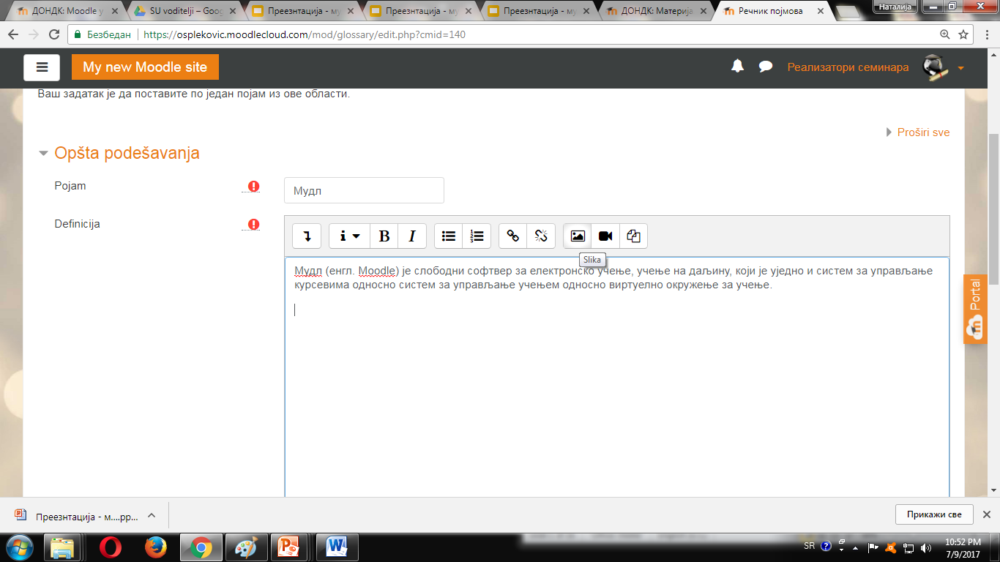 ДОНДК: Moodle у
SU voditelji – Goog
Преезнтација - му
Преезнтација - му
Преезнтација - му
ДОНДК: Материја
Речник појмова
Наталија
Безбедан
https://osplekovic.moodlecloud.com/mod/glossary/edit.php?cmid=140
My new Moodle site
Реализатори семинара
Ваш задатак је да поставите по један појам из ове области.
Proširi sve
Opšta podešavanja
Pojam
Мудл
Definicija
B I
Slika
Мудл (енгл. Moodle) је слободни софтвер за електронско учење, учење на даљину, који је уједно и систем за управљање
курсевима односно систем за управљање учењем односно виртуелно окружење за учење.
Portal
Преезнтација - м....pp...
Прикажи све
SR
10:52 PM
7/9/2017